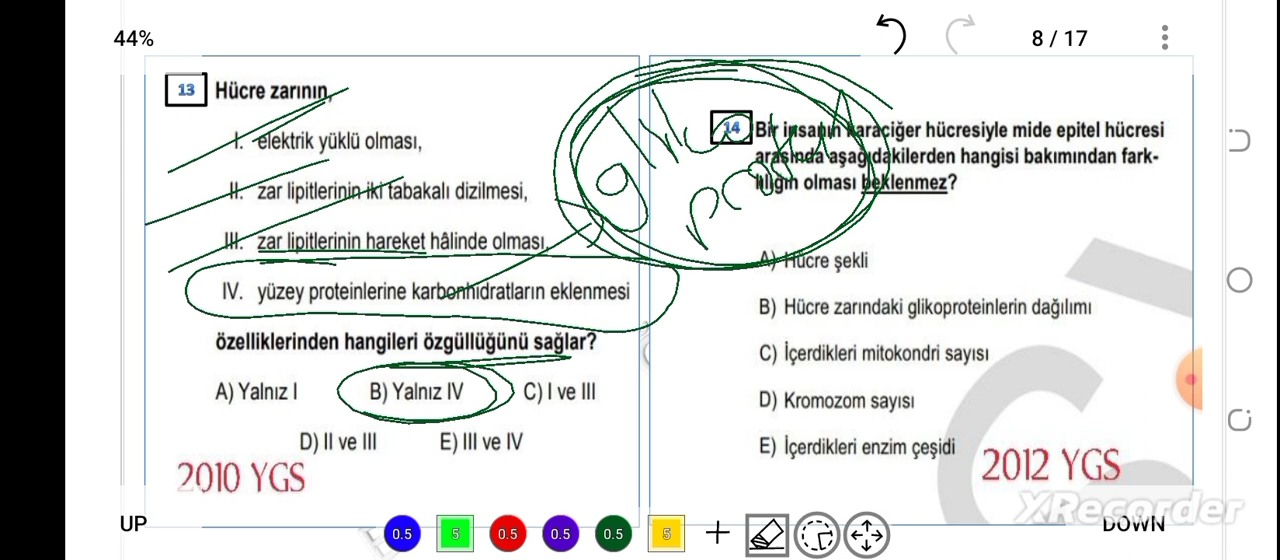 44%
8 / 17
13 Hücre zarının,
I. elektrik yüklü olması,
II. zar lipitlerinin iki tabakalı dizilmesi,
III. zar lipitlerinin hareket hâlinde olması,
IV. yüzey proteinlerine karbonhidratların eklenmesi
özelliklerinden hangileri özgüllüğünü sağlar?
A) Yalnız I B) Yalnız IV C) I ve III
D) II ve III E) III ve IV
2010 YGS
14 Bir insanın karaciğer hücresiyle mide epitel hücresi
arasında aşağıdakilerden hangisi bakımından fark-
lılığın olması beklenmez?
A) Hücre şekli
B) Hücre zarındaki glikoproteinlerin dağılımı
C) İçerdikleri mitokondri sayısı
D) Kromozom sayısı
E) İçerdikleri enzim çeşidi
2012 YGS
XRecorder
UP
0.5 5 0.5 0.5 0.5 5
DOWN